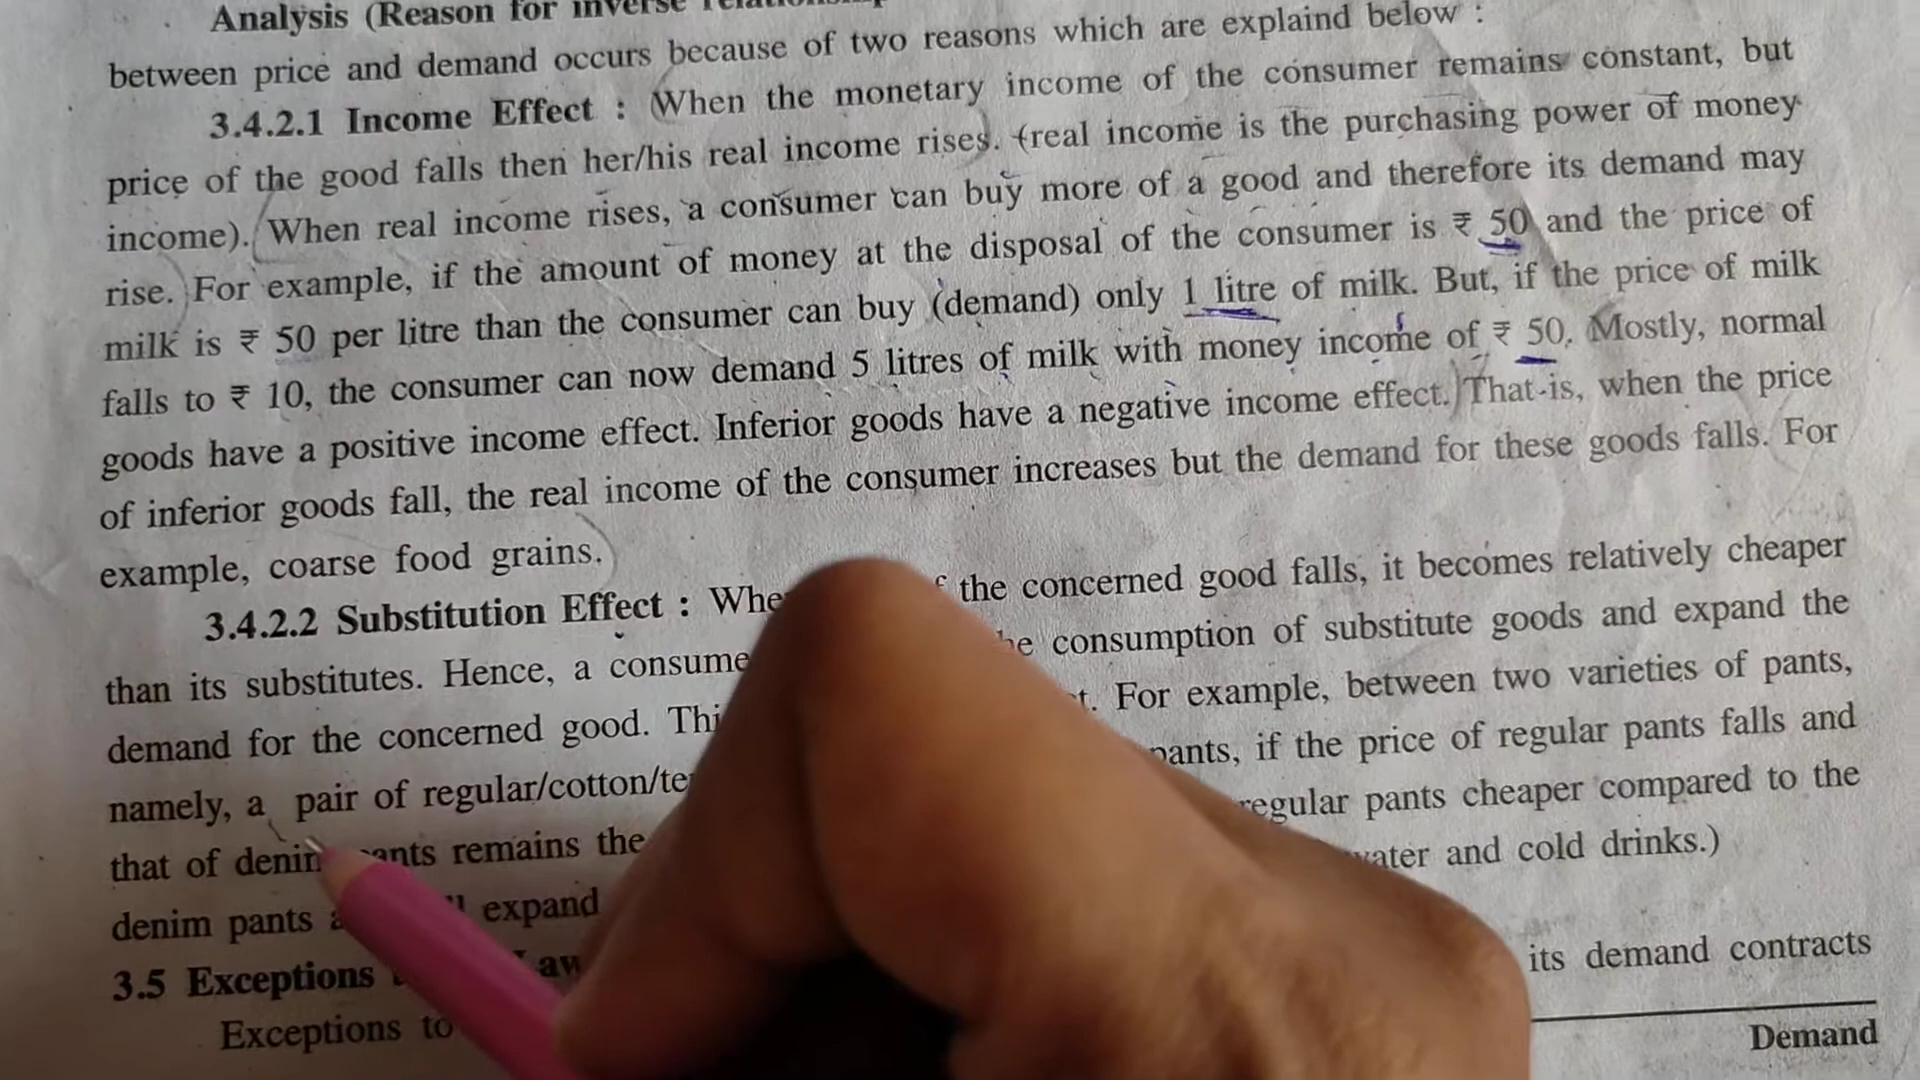 Analysis (Reason for inverse
between price and demand occurs because of two reasons which are explaind below :
3.4.2.1 Income Effect : When the monetary income of the consumer remains constant, but
price of the good falls then her/his real income rises. (real income is the purchasing power of money
income). When real income rises, a consumer can buy more of a good and therefore its demand may
rise. For example, if the amount of money at the disposal of the consumer is ₹ 50 and the price of
milk is ₹ 50 per litre than the consumer can buy (demand) only 1 litre of milk. But, if the price of milk
falls to ₹ 10, the consumer can now demand 5 litres of milk with money income of ₹ 50. Mostly, normal
goods have a positive income effect. Inferior goods have a negative income effect. That is, when the price
of inferior goods fall, the real income of the consumer increases but the demand for these goods falls. For
example, coarse food grains.
3.4.2.2 Substitution Effect : the concerned good falls, it becomes relatively cheaper
than its substitutes. Hence, a consumption of substitute goods and expand the
demand for the concerned good. For example, between two varieties of pants,
namely, a pair of regular/cotton/ pants, if the price of regular pants falls and
that of remains the regular pants cheaper compared to the
denim pants expand water and cold drinks.)
3.5 Exceptions Law
Exceptions to its demand contracts
Demand